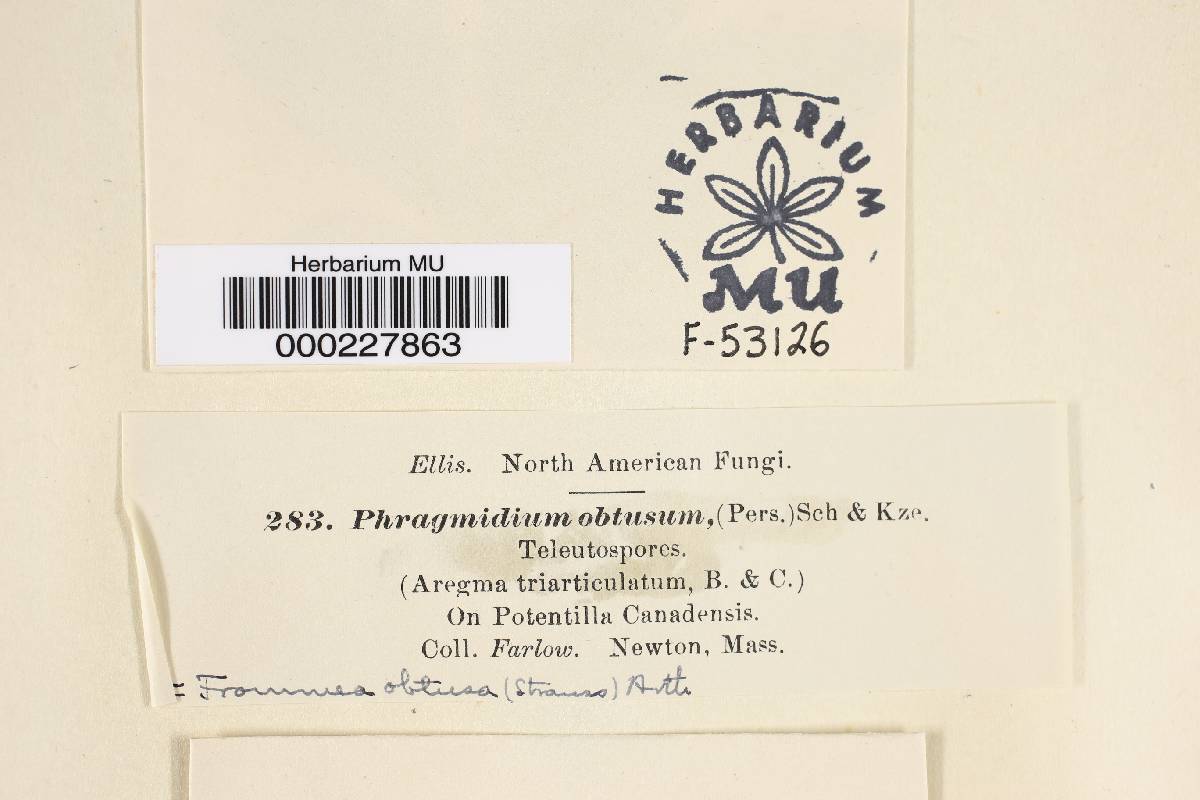 HERBARIUM
MU
F-53126
Herbarium MU
000227863
Ellis. North American Fungi.
283. Phragmidium obtusum, (Pers.) Sch & Kze.
Teleutospores.
(Aregma triarticulatum, B. & C.)
On Potentilla Canadensis.
Coll. Farlow. Newton, Mass.
= Frommea obtusa (Strauss) Arth